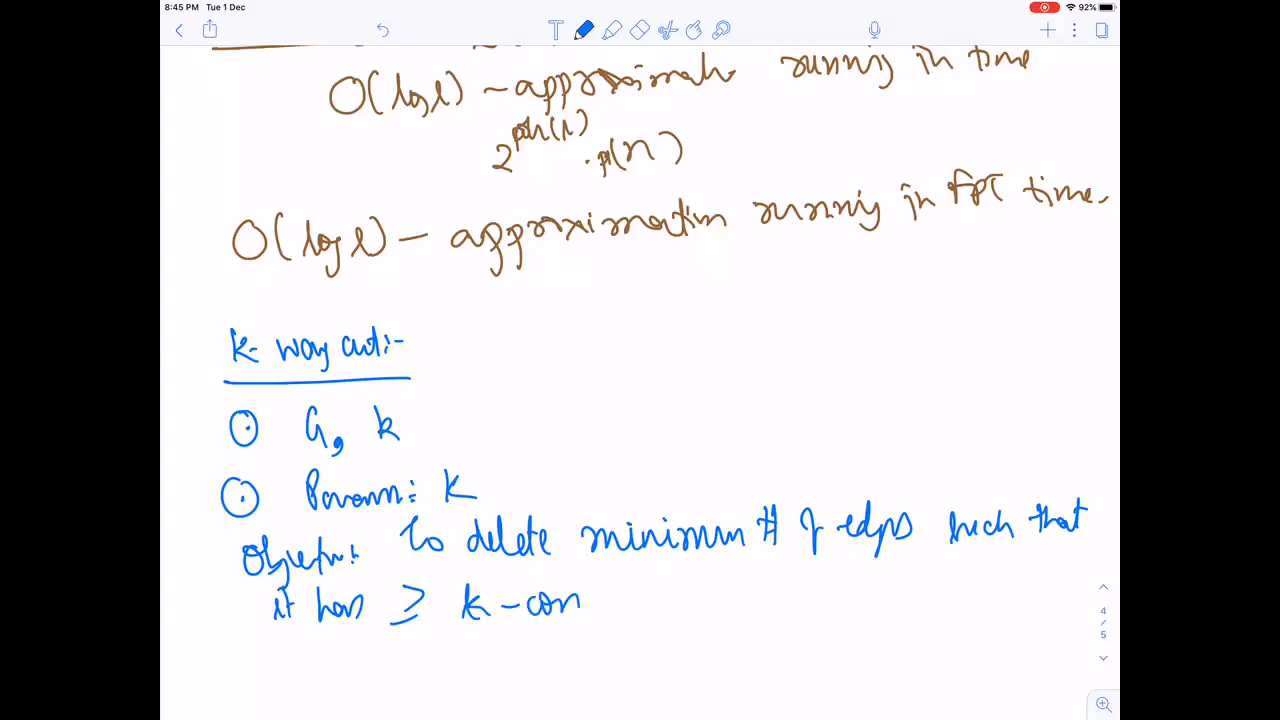 8:45 PM Tue 1 Dec
92%
O(log l) - approximate running in time
2^poly(l) . p(n)
O(log l) - approximation running in FPT time.
k-way cut:-
G, k
Param: k
Objective: To delete minimum # of edges such that
it has ≥ k-con
4
/
5